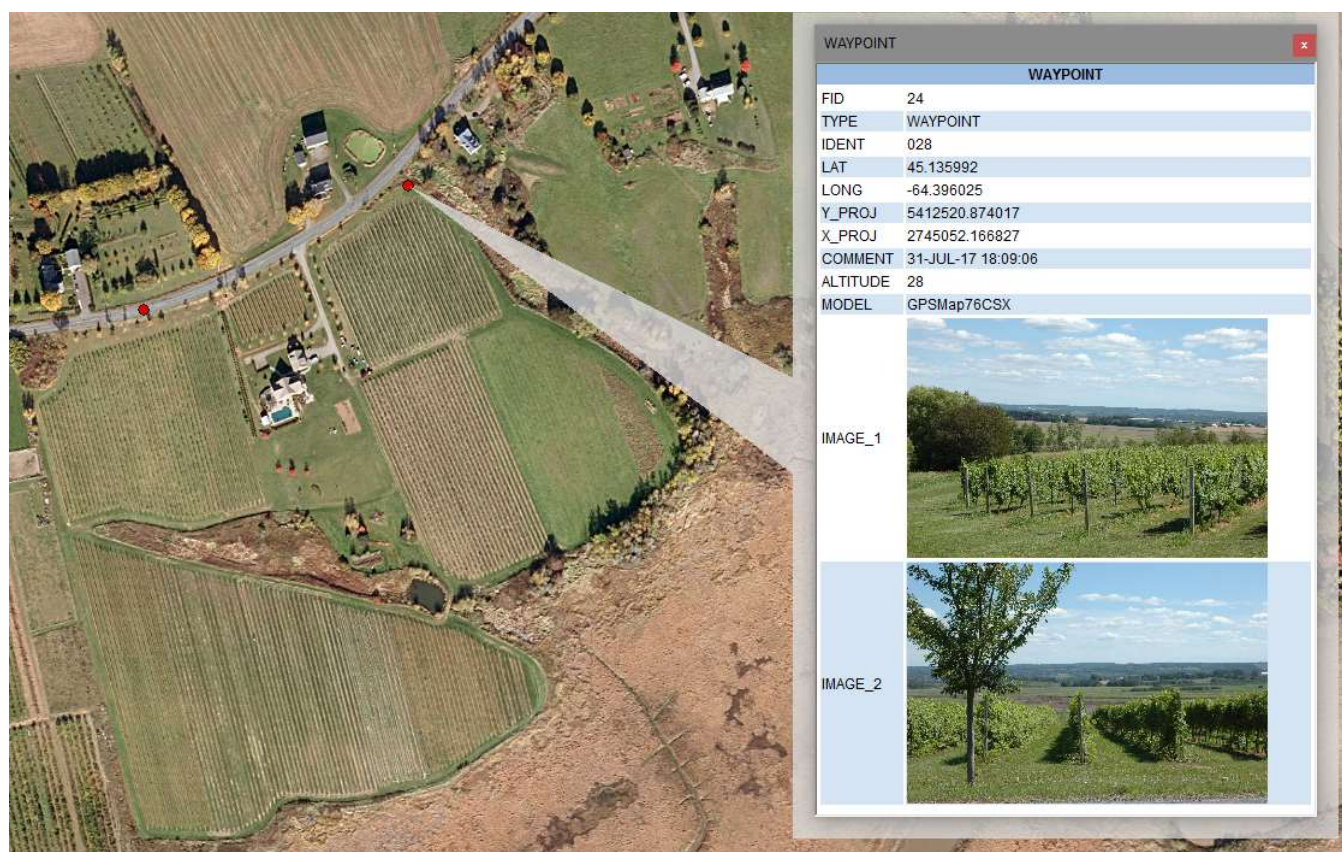 WAYPOINT
x
WAYPOINT
FID 24
TYPE WAYPOINT
IDENT 028
LAT 45.135992
LONG -64.396025
Y_PROJ 5412520.874017
X_PROJ 2745052.166827
COMMENT 31-JUL-17 18:09:06
ALTITUDE 28
MODEL GPSMap76CSX
IMAGE_1
IMAGE_2